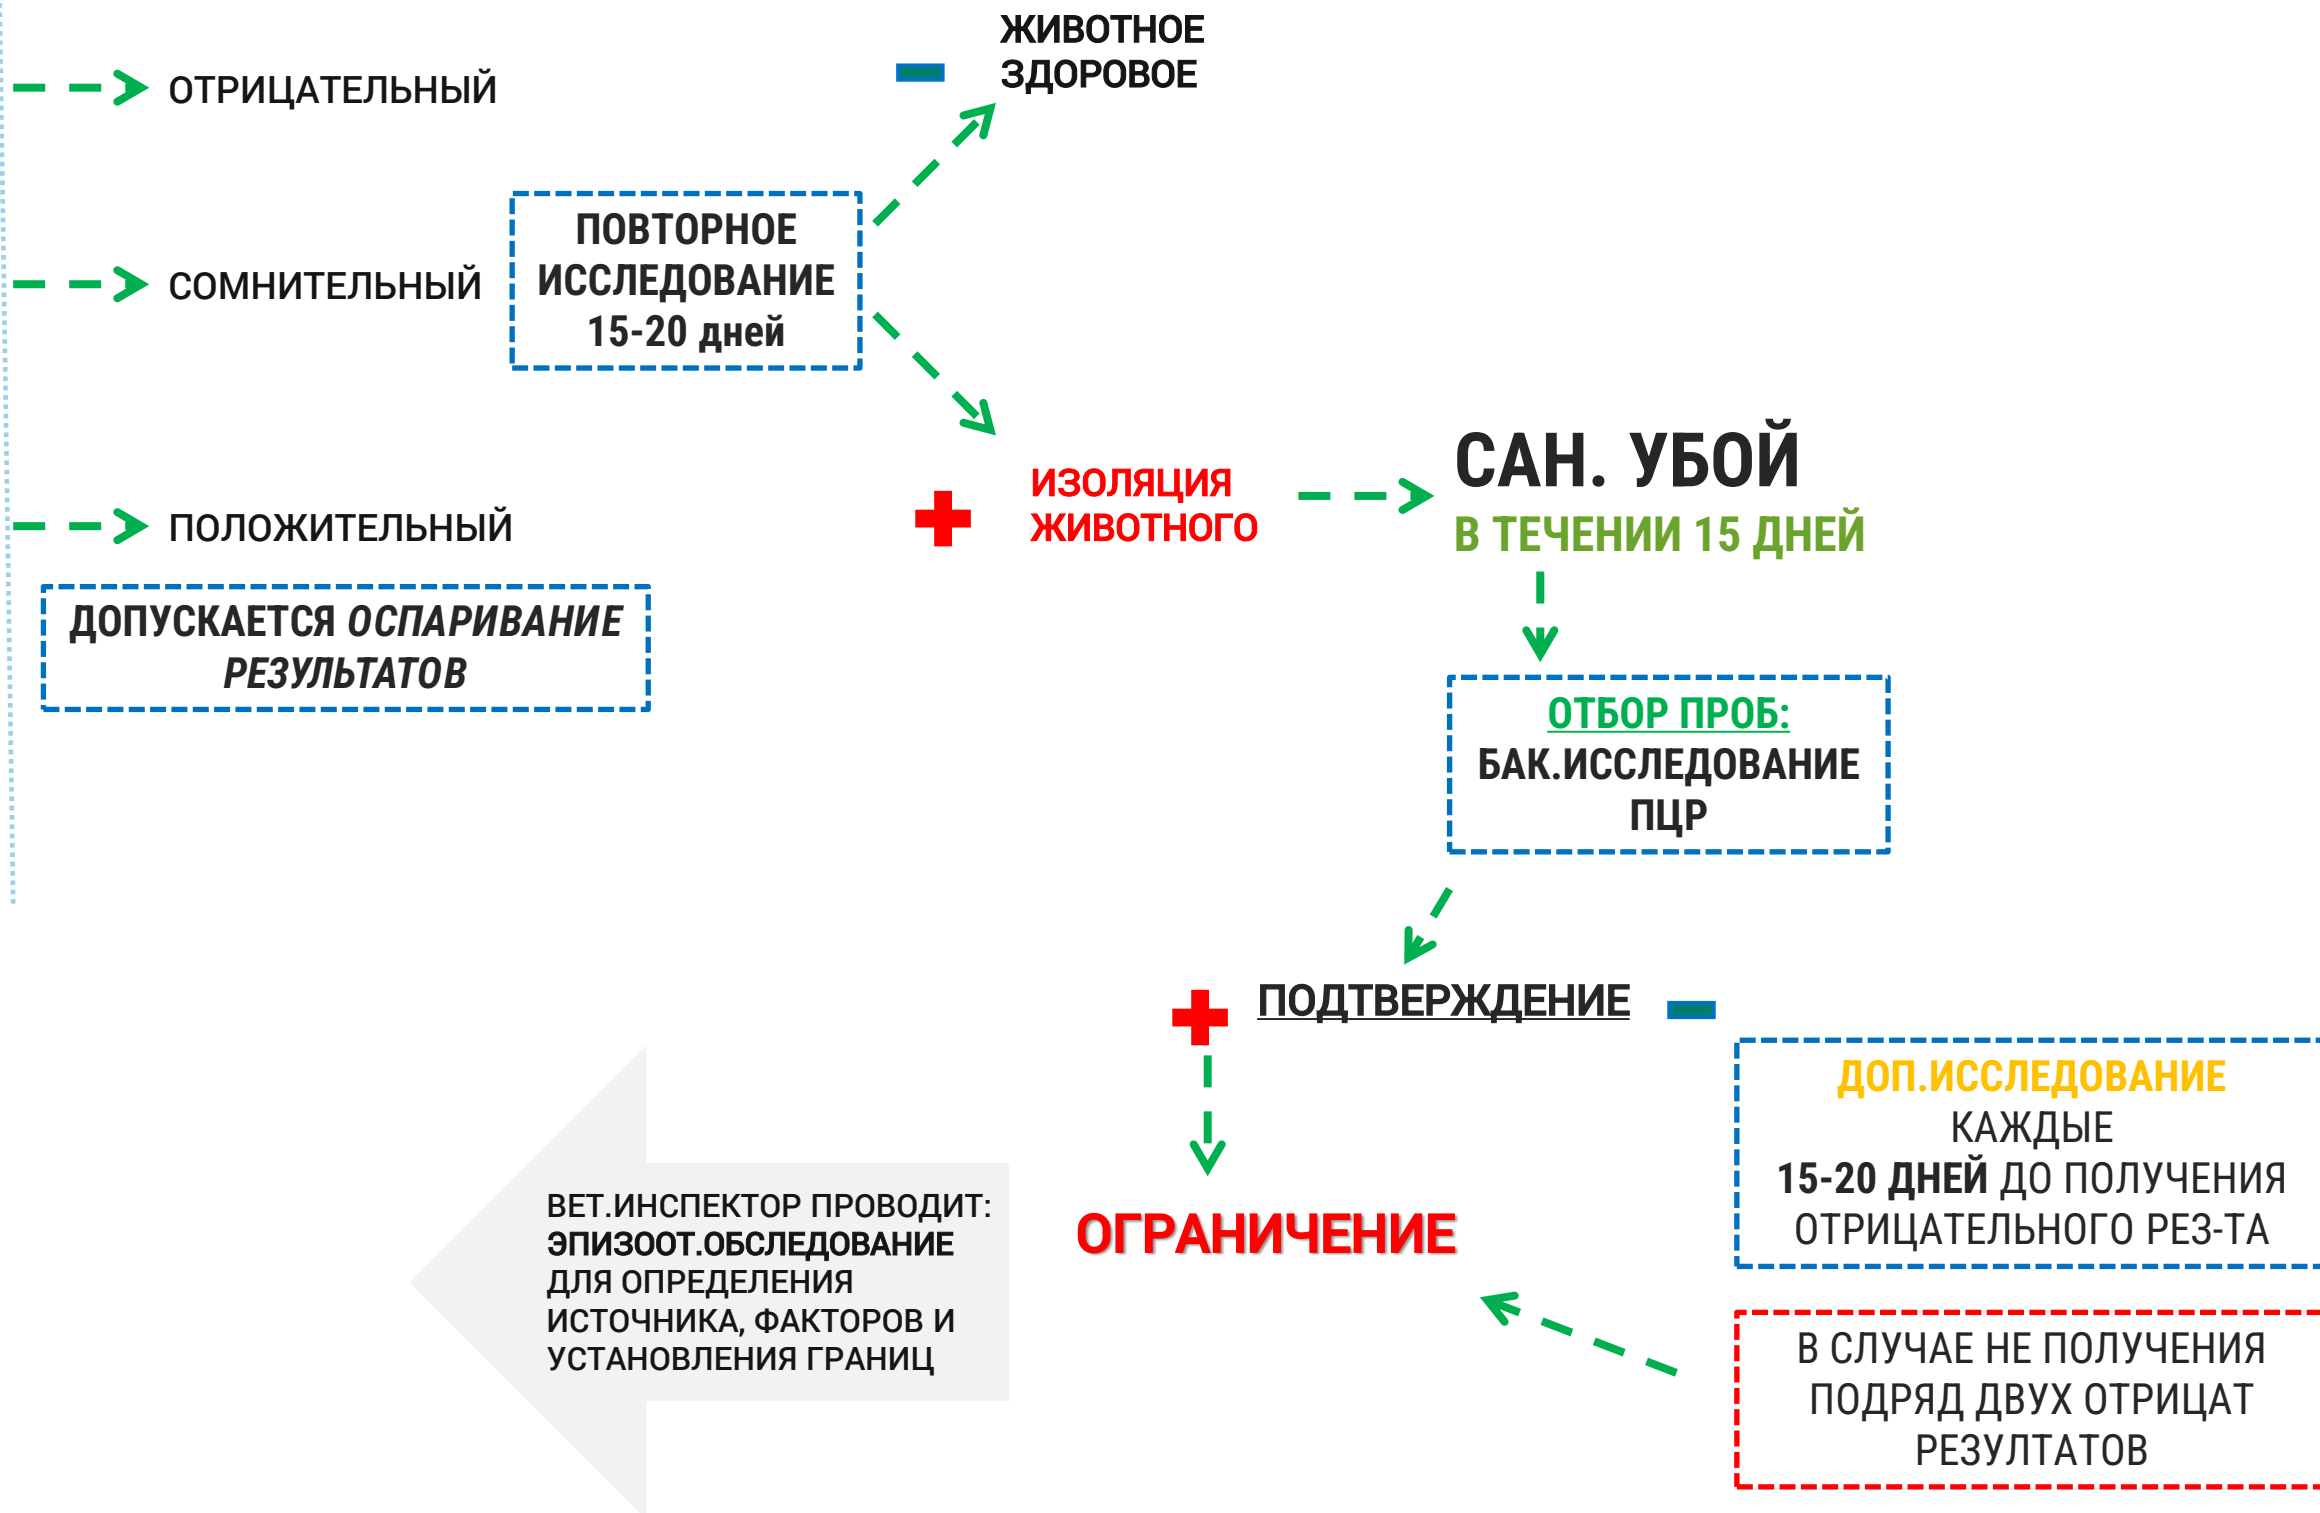 ОТРИЦАТЕЛЬНЫЙ
ЖИВОТНОЕ
ЗДОРОВОЕ
СОМНИТЕЛЬНЫЙ
ПОВТОРНОЕ
ИССЛЕДОВАНИЕ
15-20 дней
ПОЛОЖИТЕЛЬНЫЙ
ДОПУСКАЕТСЯ ОСПАРИВАНИЕ
РЕЗУЛЬТАТОВ
ИЗОЛЯЦИЯ
ЖИВОТНОГО
САН. УБОЙ
В ТЕЧЕНИИ 15 ДНЕЙ
ОТБОР ПРОБ:
БАК.ИССЛЕДОВАНИЕ
ПЦР
ПОДТВЕРЖДЕНИЕ
ДОП.ИССЛЕДОВАНИЕ
КАЖДЫЕ
15-20 ДНЕЙ ДО ПОЛУЧЕНИЯ
ОТРИЦАТЕЛЬНОГО РЕЗ-ТА
ОГРАНИЧЕНИЕ
ВЕТ.ИНСПЕКТОР ПРОВОДИТ:
ЭПИЗООТ.ОБСЛЕДОВАНИЕ
ДЛЯ ОПРЕДЕЛЕНИЯ
ИСТОЧНИКА, ФАКТОРОВ И
УСТАНОВЛЕНИЯ ГРАНИЦ
В СЛУЧАЕ НЕ ПОЛУЧЕНИЯ
ПОДРЯД ДВУХ ОТРИЦАТ
РЕЗУЛТАТОВ